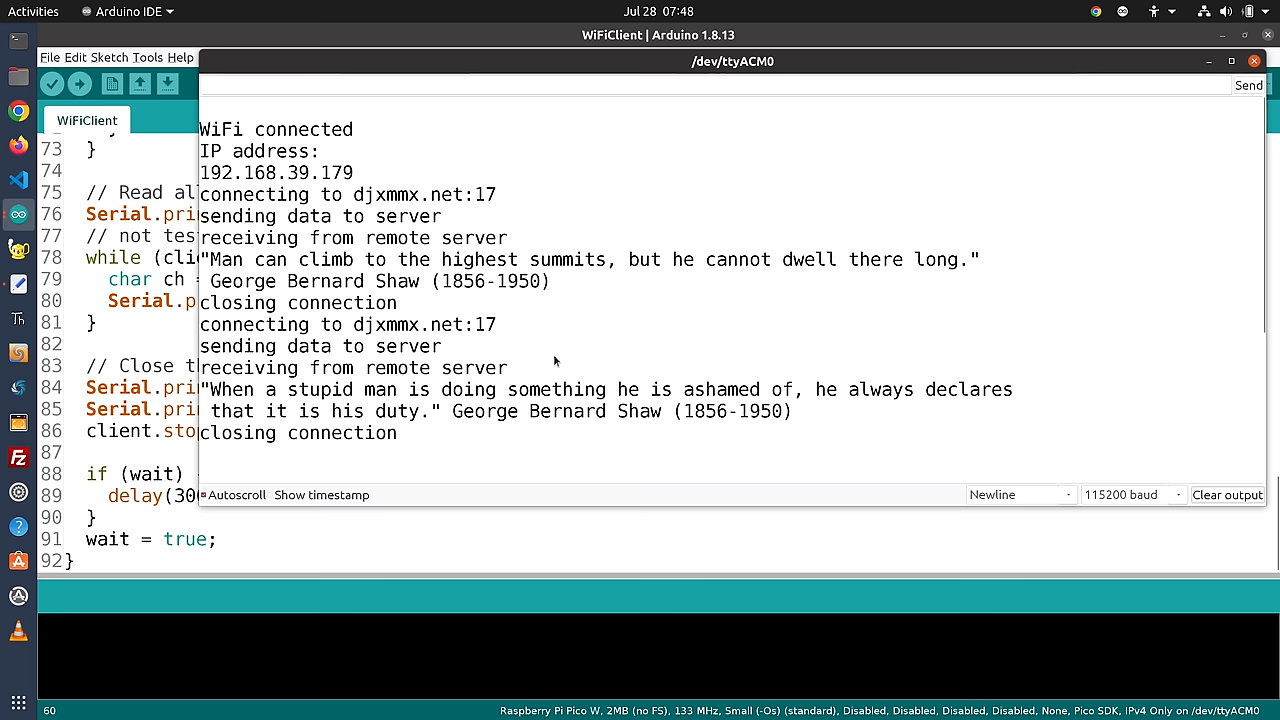 Activities Arduino IDE Jul 28 07:48
WiFiClient | Arduino 1.8.13
File Edit Sketch Tools Help
/dev/ttyACM0
Send
WiFiClient
WiFi connected
IP address:
192.168.39.179
connecting to djxmmx.net:17
sending data to server
receiving from remote server
"Man can climb to the highest summits, but he cannot dwell there long."
George Bernard Shaw (1856-1950)
closing connection
connecting to djxmmx.net:17
sending data to server
receiving from remote server
"When a stupid man is doing something he is ashamed of, he always declares
that it is his duty." George Bernard Shaw (1856-1950)
closing connection
Autoscroll Show timestamp Newline 115200 baud Clear output
73 }
74
75 // Read al
76 Serial.pri
77 // not tes
78 while (cli
79 char ch =
80 Serial.p
81 }
82
83 // Close t
84 Serial.pri
85 Serial.pri
86 client.sto
87
88 if (wait)
89 delay(30
90 }
91 wait = true;
92 }
60 Raspberry Pi Pico W, 2MB (no FS), 133 MHz, Small (-Os) (standard), Disabled, Disabled, Disabled, Disabled, None, Pico SDK, IPv4 Only on /dev/ttyACM0